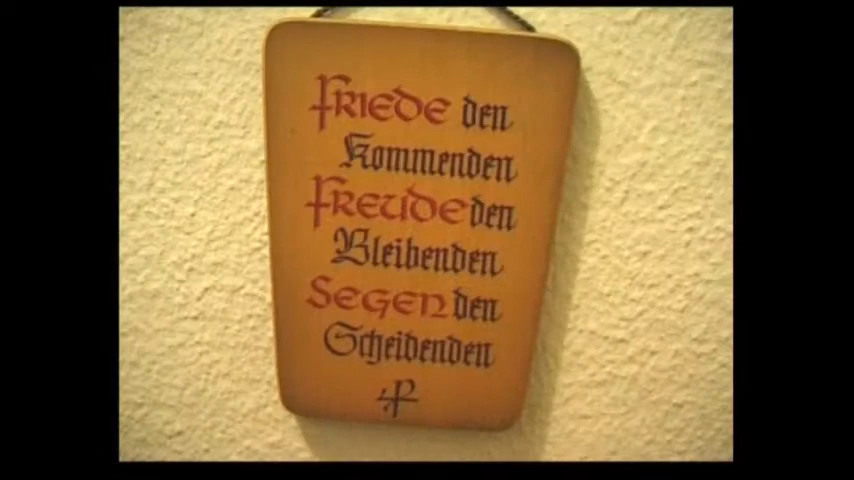 Friede den
Kommenden
Freude den
Bleibenden
Segen den
Scheidenden